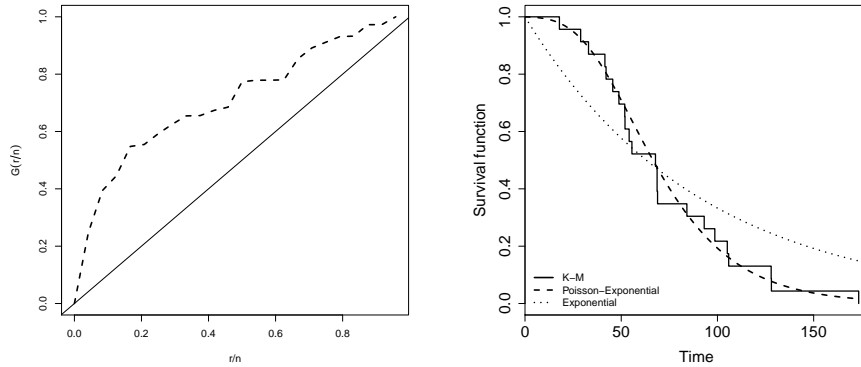 G(r/n)
1.0
0.8
0.6
0.4
0.2
0.0
0.0 0.2 0.4 0.6 0.8
r/n
Survival function
1.0
0.8
0.6
0.4
0.2
0.0
K−M
Poisson−Exponential
Exponential
0 50 100 150
Time